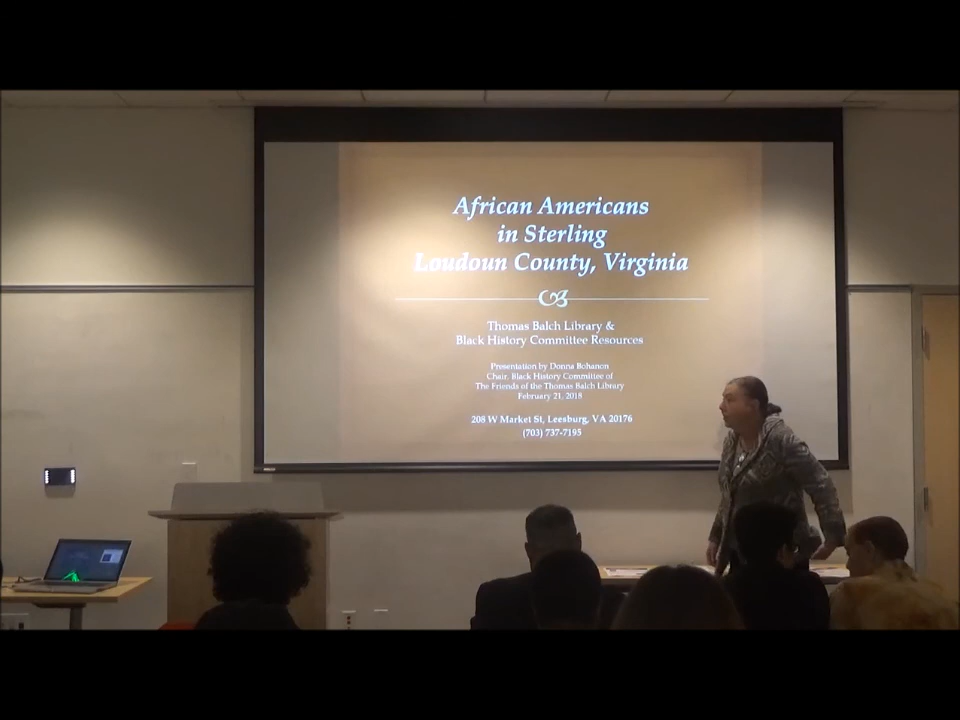 African Americans
in Sterling
Loudoun County, Virginia
Thomas Balch Library &
Black History Committee Resources
Presentation by Donna Bohanon
Chair, Black History Committee of
The Friends of the Thomas Balch Library
February 21, 2018
208 W Market St, Leesburg, VA 20176
(703) 737-7195